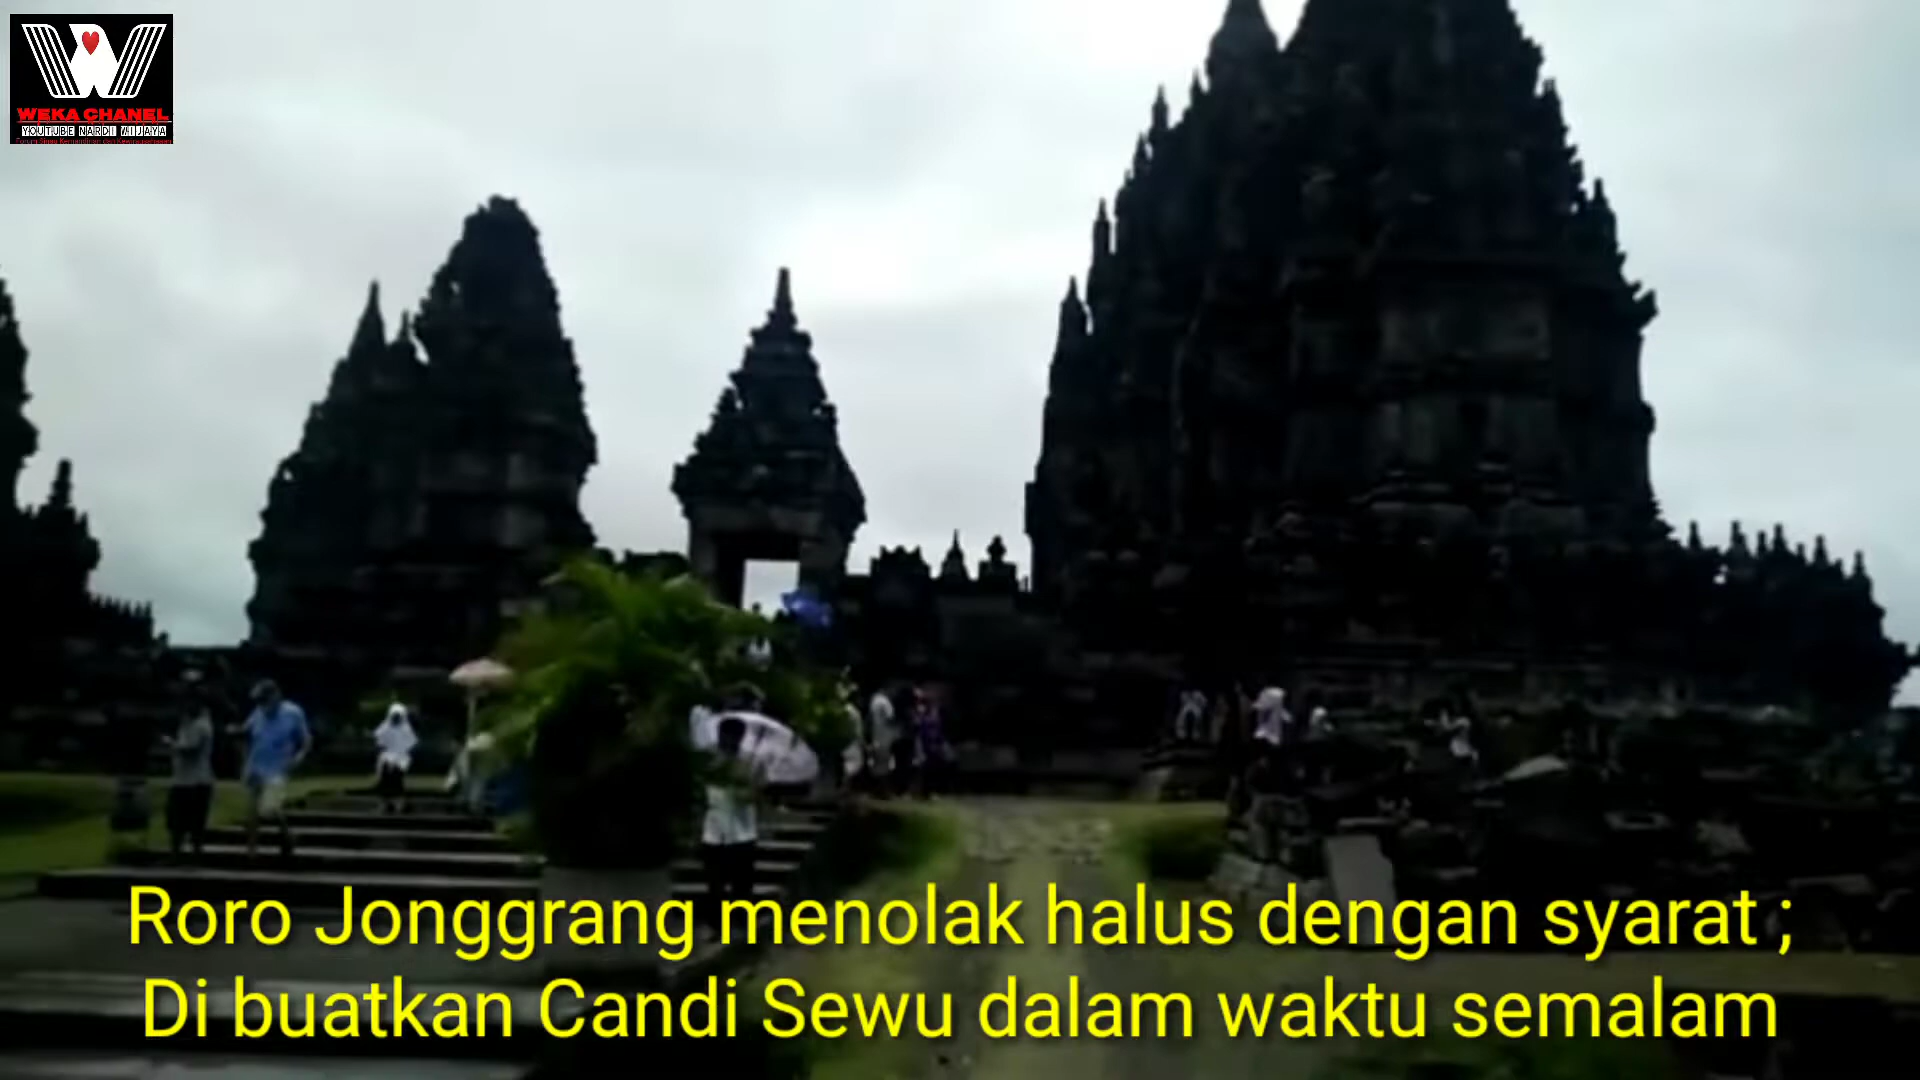 WEKA CHANEL
YOUTUBE NARDI WIJAYA
Roro Jonggrang menolak halus dengan syarat ;
Di buatkan Candi Sewu dalam waktu semalam